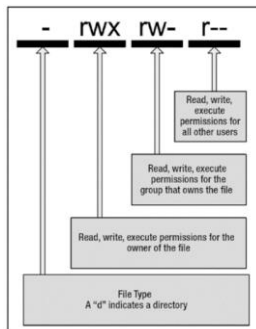 - rwx rw- r--
Read, write,
execute
permissions for
all other users
Read, write, execute
permissions for the
group that owns the file
Read, write, execute permissions for the
owner of the file
File Type
A "d" indicates a directory